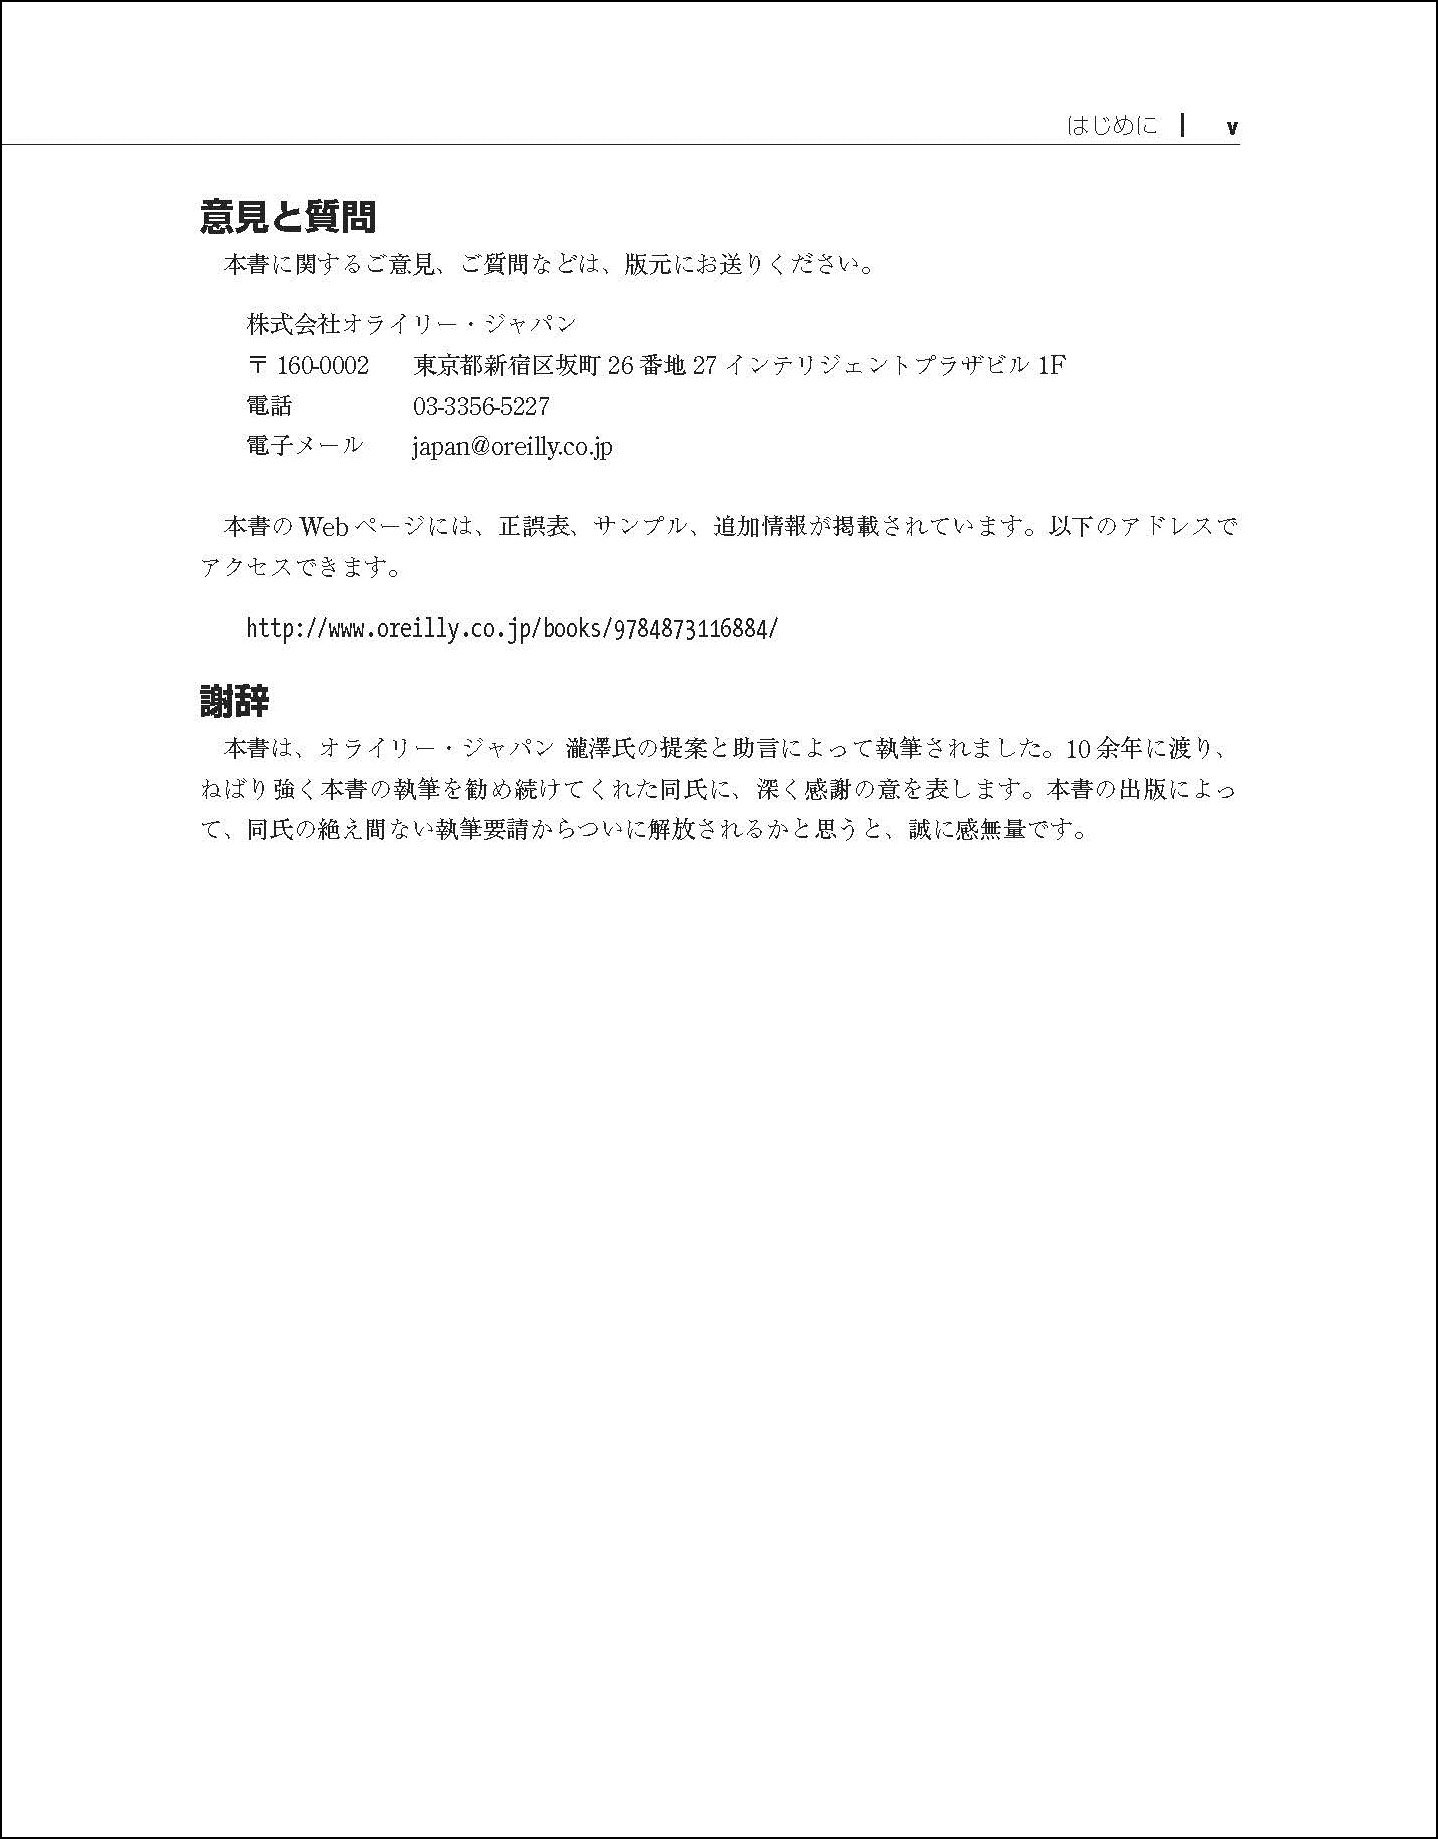 はじめに | v
意見と質問
本書に関するご意見、ご質問などは、版元にお送りください。
株式会社オライリー・ジャパン
〒 160-0002 東京都新宿区坂町 26 番地 27 インテリジェントプラザビル 1F
電話 03-3356-5227
電子メール japan@oreilly.co.jp
本書の Web ページには、正誤表、サンプル、追加情報が掲載されています。以下のアドレスで
アクセスできます。
http://www.oreilly.co.jp/books/9784873116884/
謝辞
本書は、オライリー・ジャパン 瀧澤氏の提案と助言によって執筆されました。10 余年に渡り、
ねばり強く本書の執筆を勧め続けてくれた同氏に、深く感謝の意を表します。本書の出版によっ
て、同氏の絶え間ない執筆要請からついに解放されるかと思うと、誠に感無量です。